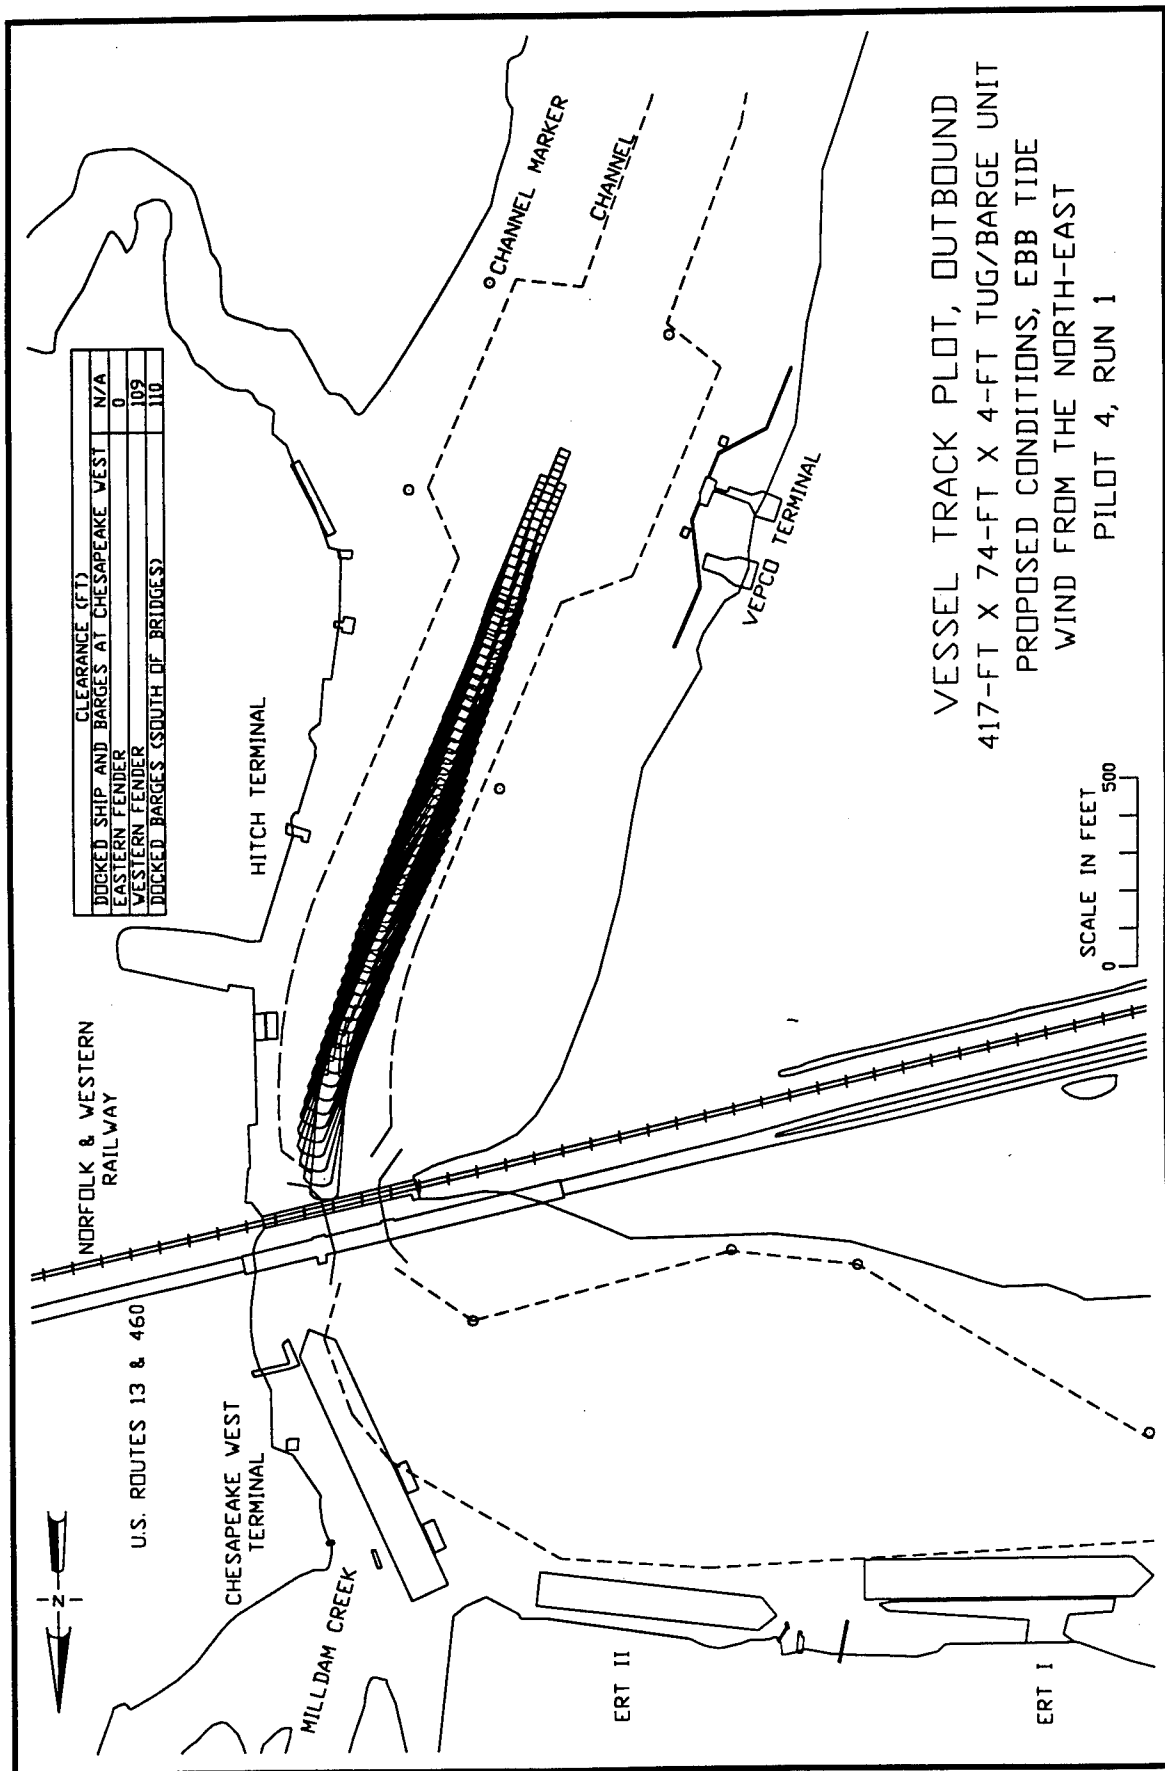 CLEARANCE (FT)
DOCKED SHIP AND BARGES AT CHESAPEAKE WEST N/A
EASTERN FENDER 0
WESTERN FENDER 109
DOCKED BARGES (SOUTH OF BRIDGES) 110
N
U.S. ROUTES 13 & 460
NORFOLK & WESTERN
RAILWAY
CHESAPEAKE WEST
TERMINAL
HITCH TERMINAL
MILLDAM CREEK
CHANNEL MARKER
CHANNEL
VEPCO TERMINAL
ERT II
ERT I
SCALE IN FEET
0 500
VESSEL TRACK PLOT, OUTBOUND
417-FT X 74-FT X 4-FT TUG/BARGE UNIT
PROPOSED CONDITIONS, EBB TIDE
WIND FROM THE NORTH-EAST
PILOT 4, RUN 1